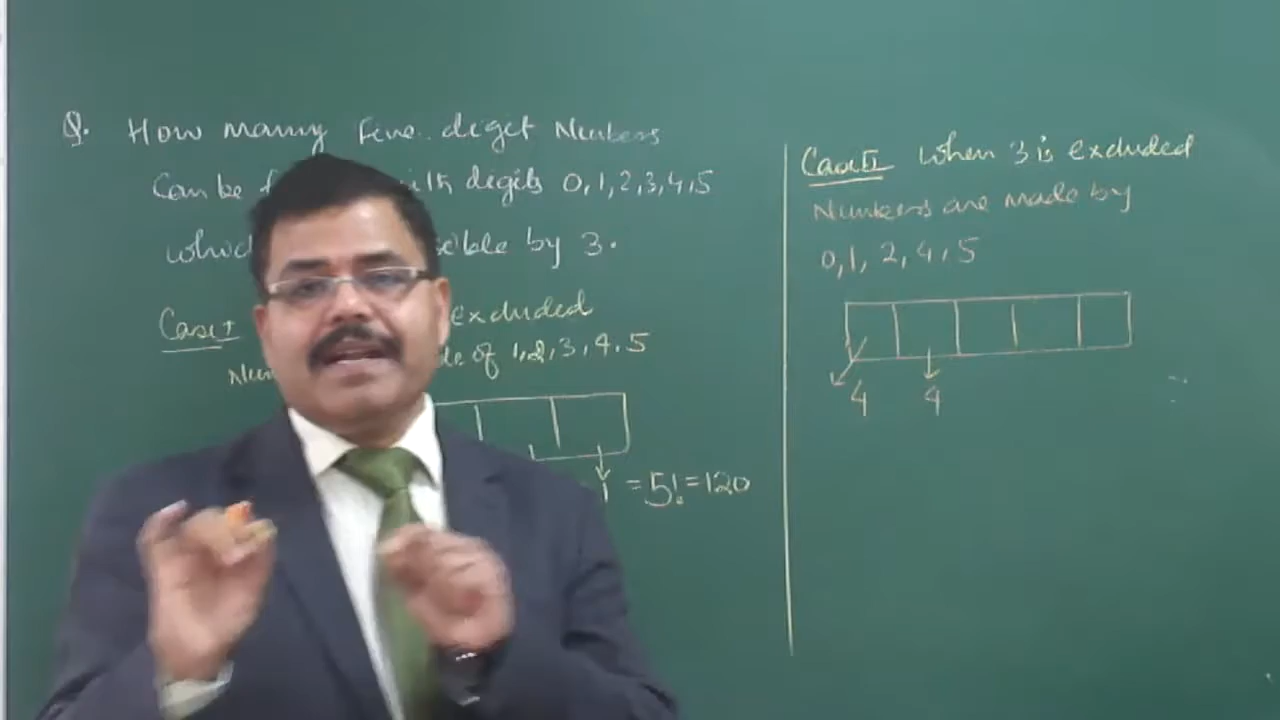 Q. How many Five digit Numbers
Can be with digits 0,1,2,3,4,5
by 3.
Case I excluded
of 1,2,3,4,5
1 = 5! = 120
Case II When 3 is excluded
Numbers are made by
0,1, 2,4,5
4 4